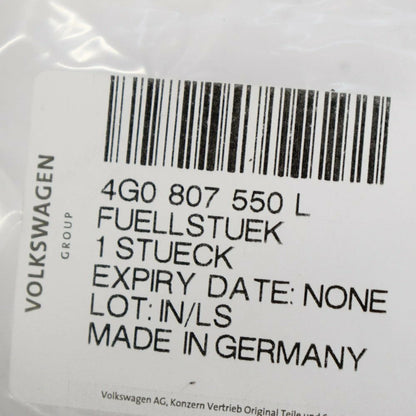 VOLKSWAGEN
GROUP
4G0 807 550 L
FUELLSTUEK
1 STUECK
EXPIRY DATE: NONE
LOT: IN/LS
MADE IN GERMANY
Volkswagen AG, Konzern Vertrieb Original Teile und